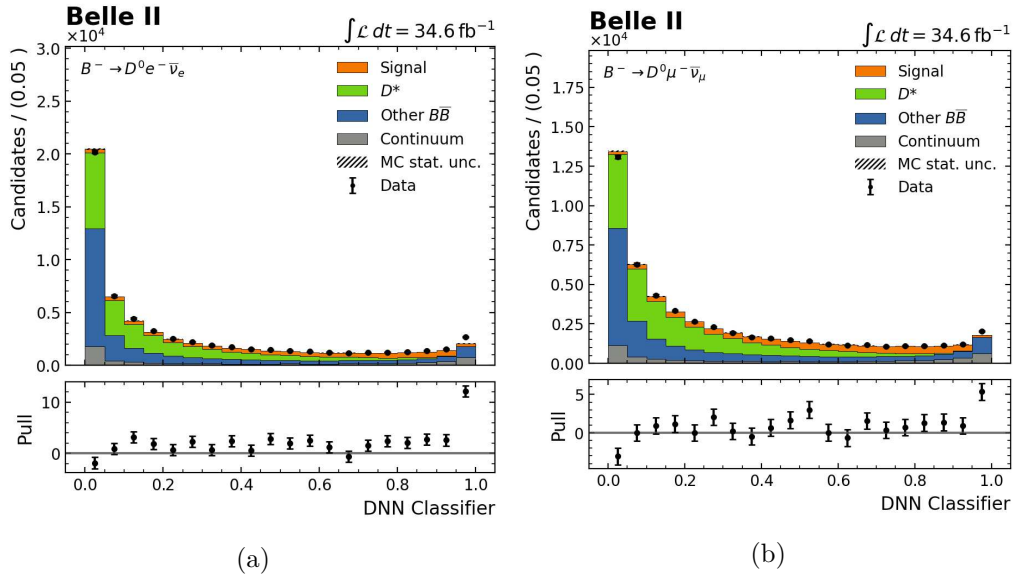 Belle II
×10⁴
∫ℒ dt = 34.6 fb⁻¹
B⁻ → D⁰e⁻ν̅ₑ
Signal
D*
Other BB̅
Continuum
MC stat. unc.
Data
Candidates / (0.05 )
3.0
2.5
2.0
1.5
1.0
0.5
0.0
Pull
10
0
0.0 0.2 0.4 0.6 0.8 1.0
DNN Classifier
(a)
Belle II
×10⁴
∫ℒ dt = 34.6 fb⁻¹
B⁻ → D⁰μ⁻ν̅_μ
Signal
D*
Other BB̅
Continuum
MC stat. unc.
Data
Candidates / (0.05 )
1.75
1.50
1.25
1.00
0.75
0.50
0.25
0.00
Pull
5
0
0.0 0.2 0.4 0.6 0.8 1.0
DNN Classifier
(b)